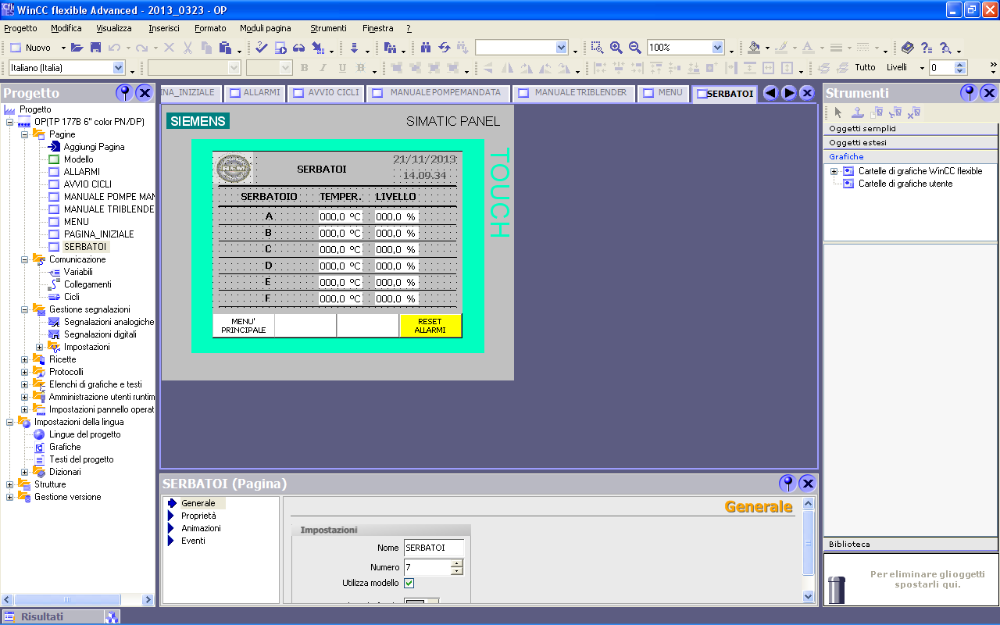 WinCC flexible Advanced - 2013_0323 - OP
Progetto Modifica Visualizza Inserisci Formato Moduli pagina Strumenti Finestra ?
Nuovo 100%
Italiano (Italia) Tutto Livelli 0
Progetto
Progetto
OP(TP 177B 6" color PN/DP)
Pagine
Aggiungi Pagina
Modello
ALLARMI
AVVIO CICLI
MANUALE POMPE MAN
MANUALE TRIBLENDE
MENU
PAGINA_INIZIALE
SERBATOI
Comunicazione
Variabili
Collegamenti
Cicli
Gestione segnalazioni
Segnalazioni analogiche
Segnalazioni digitali
Impostazioni
Ricette
Protocolli
Elenchi di grafiche e testi
Amministrazione utenti runtim
Impostazioni pannello operat
Impostazioni della lingua
Lingue del progetto
Grafiche
Testi del progetto
Dizionari
Strutture
Gestione versione
INA_INIZIALE ALLARMI AVVIO CICLI MANUALE POMPE MANDATA MANUALE TRIBLENDER MENU SERBATOI
SIEMENS SIMATIC PANEL
TOUCH
REM SERBATOI 21/11/2013
14.09.34
SERBATOIO TEMPER. LIVELLO
A 000,0 °C 000,0 %
B 000,0 °C 000,0 %
C 000,0 °C 000,0 %
D 000,0 °C 000,0 %
E 000,0 °C 000,0 %
F 000,0 °C 000,0 %
MENU'
PRINCIPALE
RESET
ALLARMI
SERBATOI (Pagina)
Generale
Proprietà
Animazioni
Eventi
Generale
Impostazioni
Nome SERBATOI
Numero 7
Utilizza modello
Strumenti
Oggetti semplici
Oggetti estesi
Grafiche
Cartelle di grafiche WinCC flexible
Cartelle di grafiche utente
Biblioteca
Per eliminare gli oggetti
spostarli qui.
Risultati